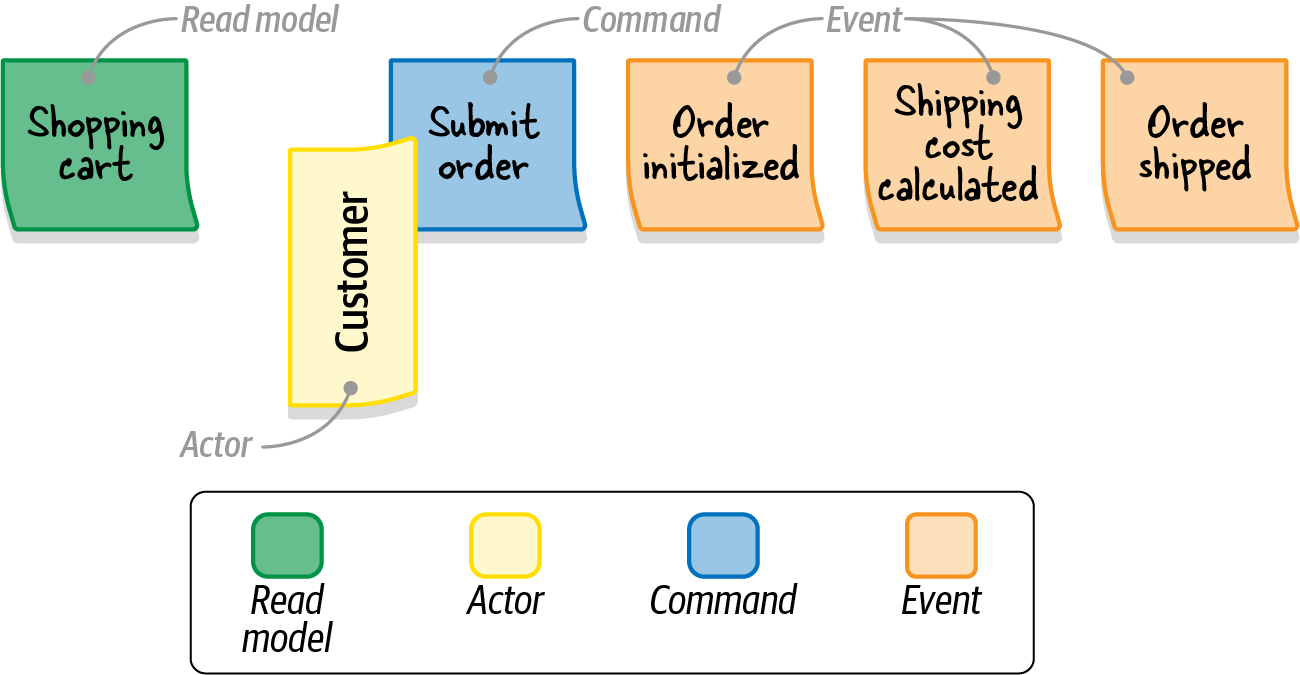 Read model
Command
Event
Shopping
cart
Submit
order
Order
initialized
Shipping
cost
calculated
Order
shipped
Customer
Actor
Read
model
Actor
Command
Event